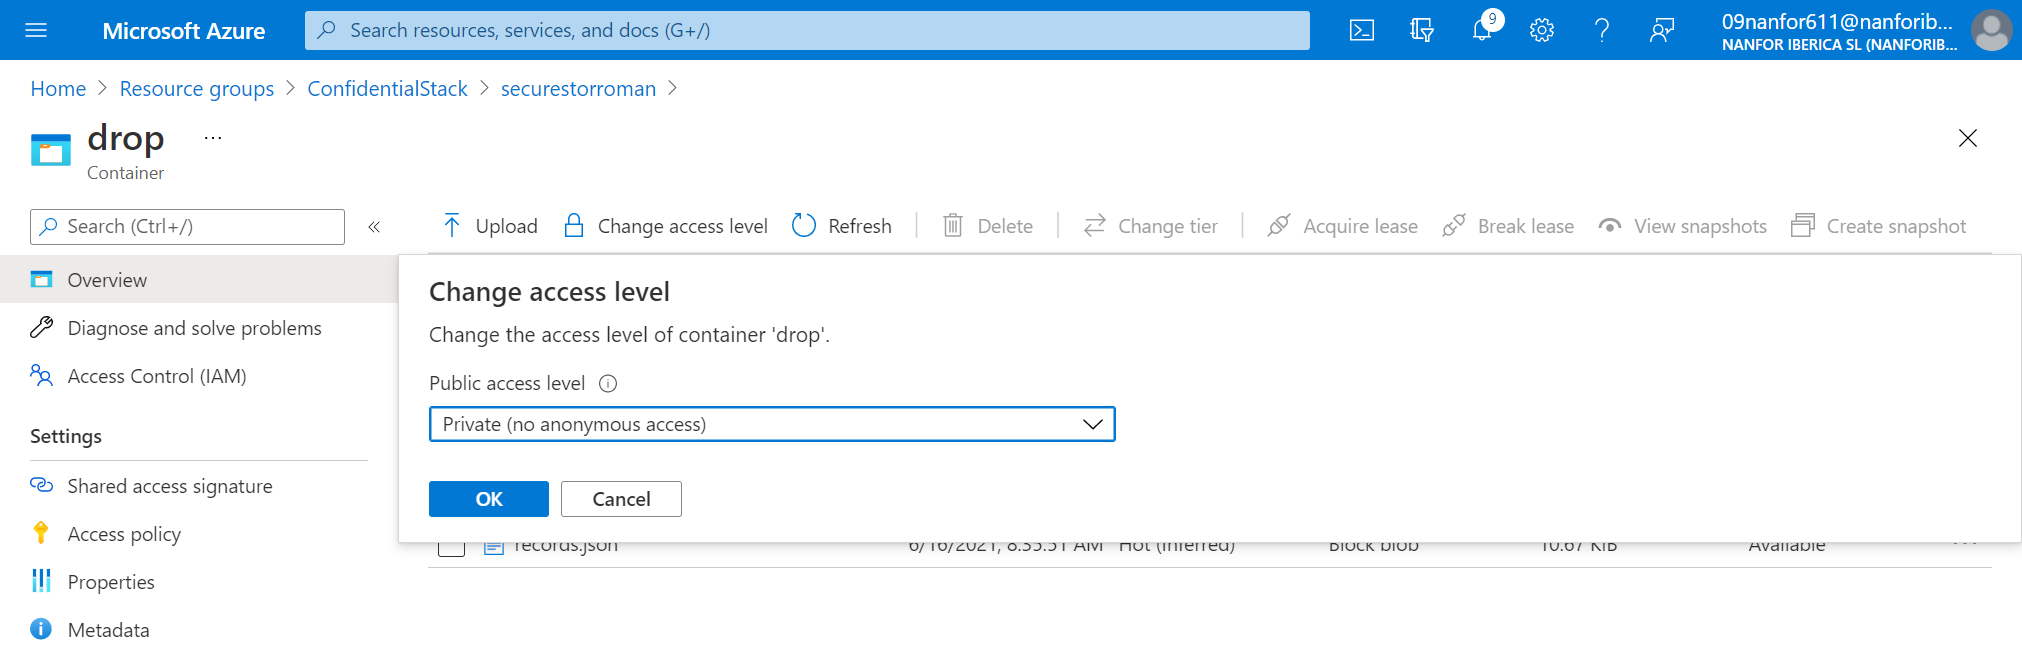 Microsoft Azure
Search resources, services, and docs (G+/)
9
09nanfor611@nanforib...
NANFOR IBERICA SL (NANFORIB...
Home > Resource groups > ConfidentialStack > securestorroman >
drop ...
Container
Search (Ctrl+/)
«
Upload Change access level Refresh Delete Change tier Acquire lease Break lease View snapshots Create snapshot
Overview
Diagnose and solve problems
Access Control (IAM)
Settings
Shared access signature
Access policy
Properties
Metadata
Change access level
Change the access level of container 'drop'.
Public access level
Private (no anonymous access)
OK Cancel
records.json 6/16/2021, 8:35:51 AM Hot (Inferred) Block blob 10.67 KiB Available ...